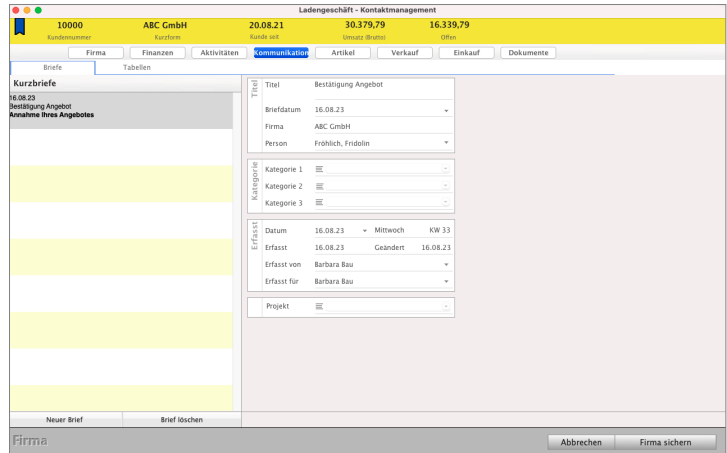 Ladengeschäft - Kontaktmanagement
10000 ABC GmbH 20.08.21 30.379,79 16.339,79
Kundennummer Kurzform Kunde seit Umsatz (Brutto) Offen
Firma Finanzen Aktivitäten Kommunikation Artikel Verkauf Einkauf Dokumente
Briefe Tabellen
Kurzbriefe
16.08.23
Bestätigung Angebot
Annahme Ihres Angebotes
Titel
Titel Bestätigung Angebot
Briefdatum 16.08.23
Firma ABC GmbH
Person Fröhlich, Fridolin
Kategorie
Kategorie 1
Kategorie 2
Kategorie 3
Erfasst
Datum 16.08.23 Mittwoch KW 33
Erfasst 16.08.23 Geändert 16.08.23
Erfasst von Barbara Bau
Erfasst für Barbara Bau
Projekt
Neuer Brief Brief löschen
Firma Abbrechen Firma sichern